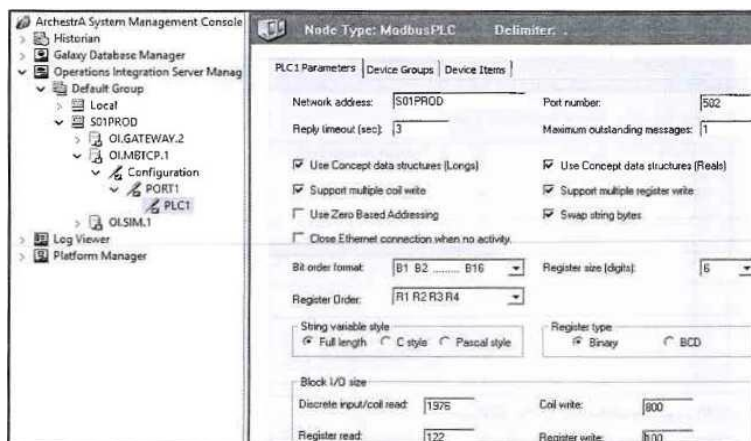 ArchestrA System Management Console
Historian
Galaxy Database Manager
Operations Integration Server Manag
Default Group
Local
S01PROD
OI.GATEWAY.2
OI.MBTCP.1
Configuration
PORT1
PLC1
OI.SIM.1
Log Viewer
Platform Manager
Node Type: ModbusPLC Delimiter: .
PLC1 Parameters Device Groups Device Items
Network address: S01PROD Port number: 502
Reply timeout (sec): 3 Maximum outstanding messages: 1
Use Concept data structures (Longs) Use Concept data structures (Reals)
Support multiple coil write Support multiple register write
Use Zero Based Addressing Swap string bytes
Close Ethernet connection when no activity.
Bit order format: B1 B2 ......... B16 Register size (digits): 6
Register Order: R1 R2 R3 R4
String variable style Register type
Full length C style Pascal style Binary BCD
Block I/O size
Discrete input/coil read: 1976 Coil write: 800
Register read: 122 Register write: 100